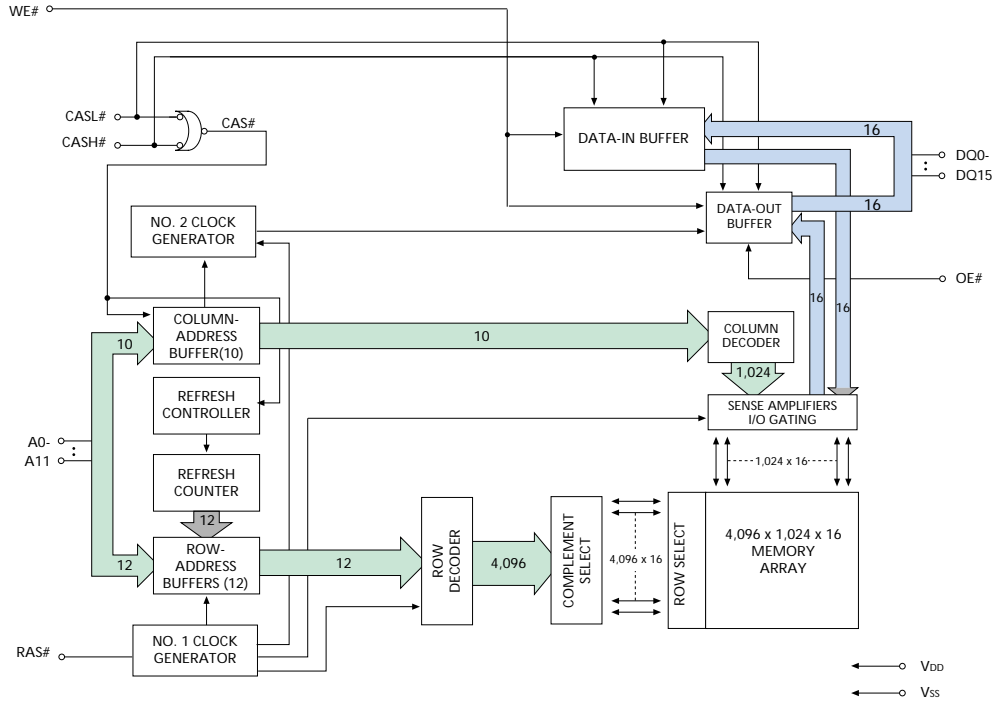 WE#
CASL#
CAS#
CASH#
DATA-IN BUFFER
16
DQ0-
:
DQ15
NO. 2 CLOCK
GENERATOR
DATA-OUT
BUFFER
16
OE#
16
16
COLUMN-
ADDRESS
BUFFER(10)
10
10
COLUMN
DECODER
1,024
REFRESH
CONTROLLER
SENSE AMPLIFIERS
I/O GATING
A0-
:
A11
1,024 x 16
REFRESH
COUNTER
12
ROW-
ADDRESS
BUFFERS (12)
12
12
ROW
DECODER
4,096
COMPLEMENT
SELECT
4,096 x 16
ROW SELECT
4,096 x 1,024 x 16
MEMORY
ARRAY
RAS#
NO. 1 CLOCK
GENERATOR
VDD
VSS